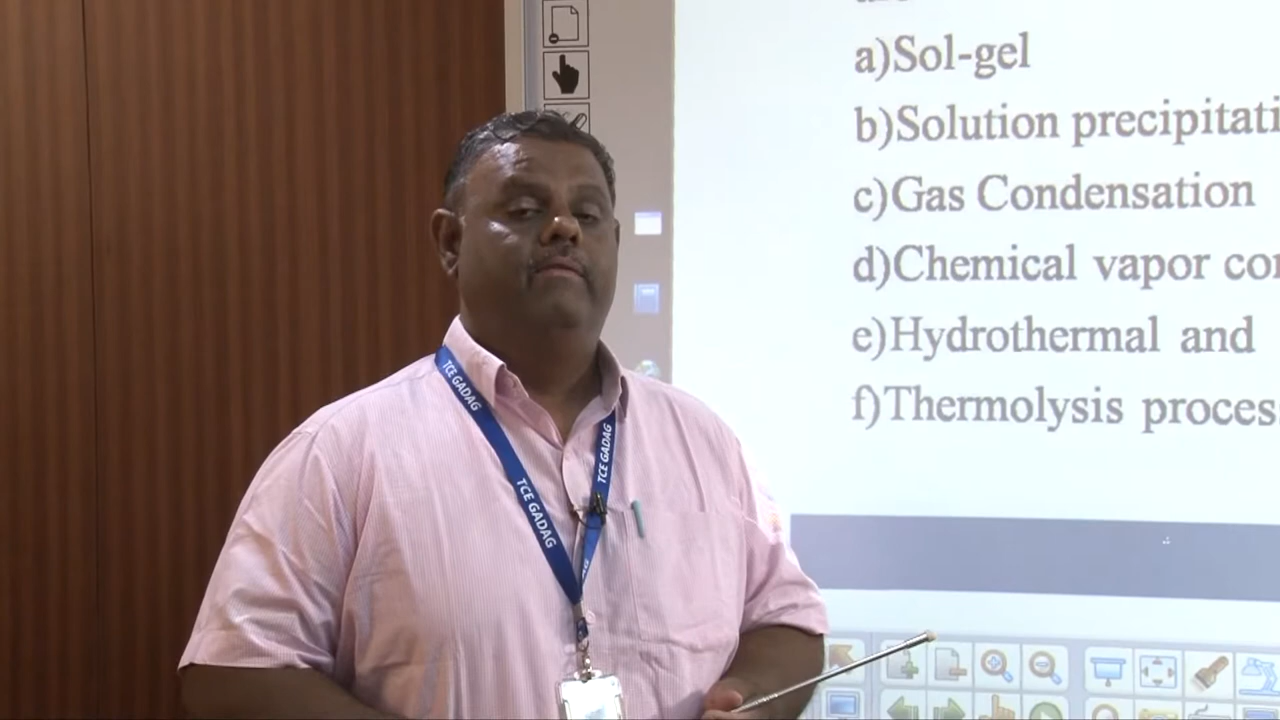 a)Sol-gel
b)Solution
c)Gas Condensation
d)Chemical vapor
e)Hydrothermal and
f)Thermolysis
TCE GADAG
TCE GADAG
TCE GADAG